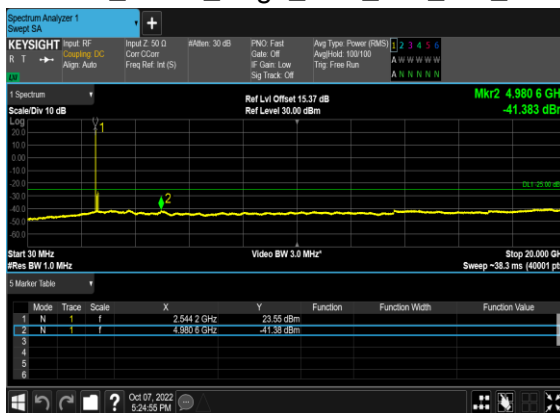 Spectrum Analyzer 1
Swept SA
+
KEYSIGHT Input: RF Input Z: 50 Ω #Atten: 30 dB PNO: Fast Avg Type: Power (RMS) 1 2 3 4 5 6
R T Coupling: DC Corr CCorr Gate: Off Avg|Hold: 100/100 A W W W W W
Align: Auto Freq Ref: Int (S) IF Gain: Low Trig: Free Run A N N N N N
Sig Track: Off
1 Spectrum
Ref Lvl Offset 15.37 dB Mkr2 4.980 6 GH
Scale/Div 10 dB Ref Level 30.00 dBm -41.383 dBr
Log
20.0
10.0
0.00
-10.0
-20.0
-30.0
-40.0
-50.0
-60.0
1
2
DL1 -25.00 dB
Start 30 MHz Video BW 3.0 MHz* Stop 20.000 GH
#Res BW 1.0 MHz Sweep ~38.3 ms (40001 pt
5 Marker Table
Mode Trace Scale X Y Function Function Width Function Value
1 N 1 f 2.544 2 GHz 23.55 dBm
2 N 1 f 4.980 6 GHz -41.38 dBm
3
4
5
6
? Oct 07, 2022
5:24:55 PM